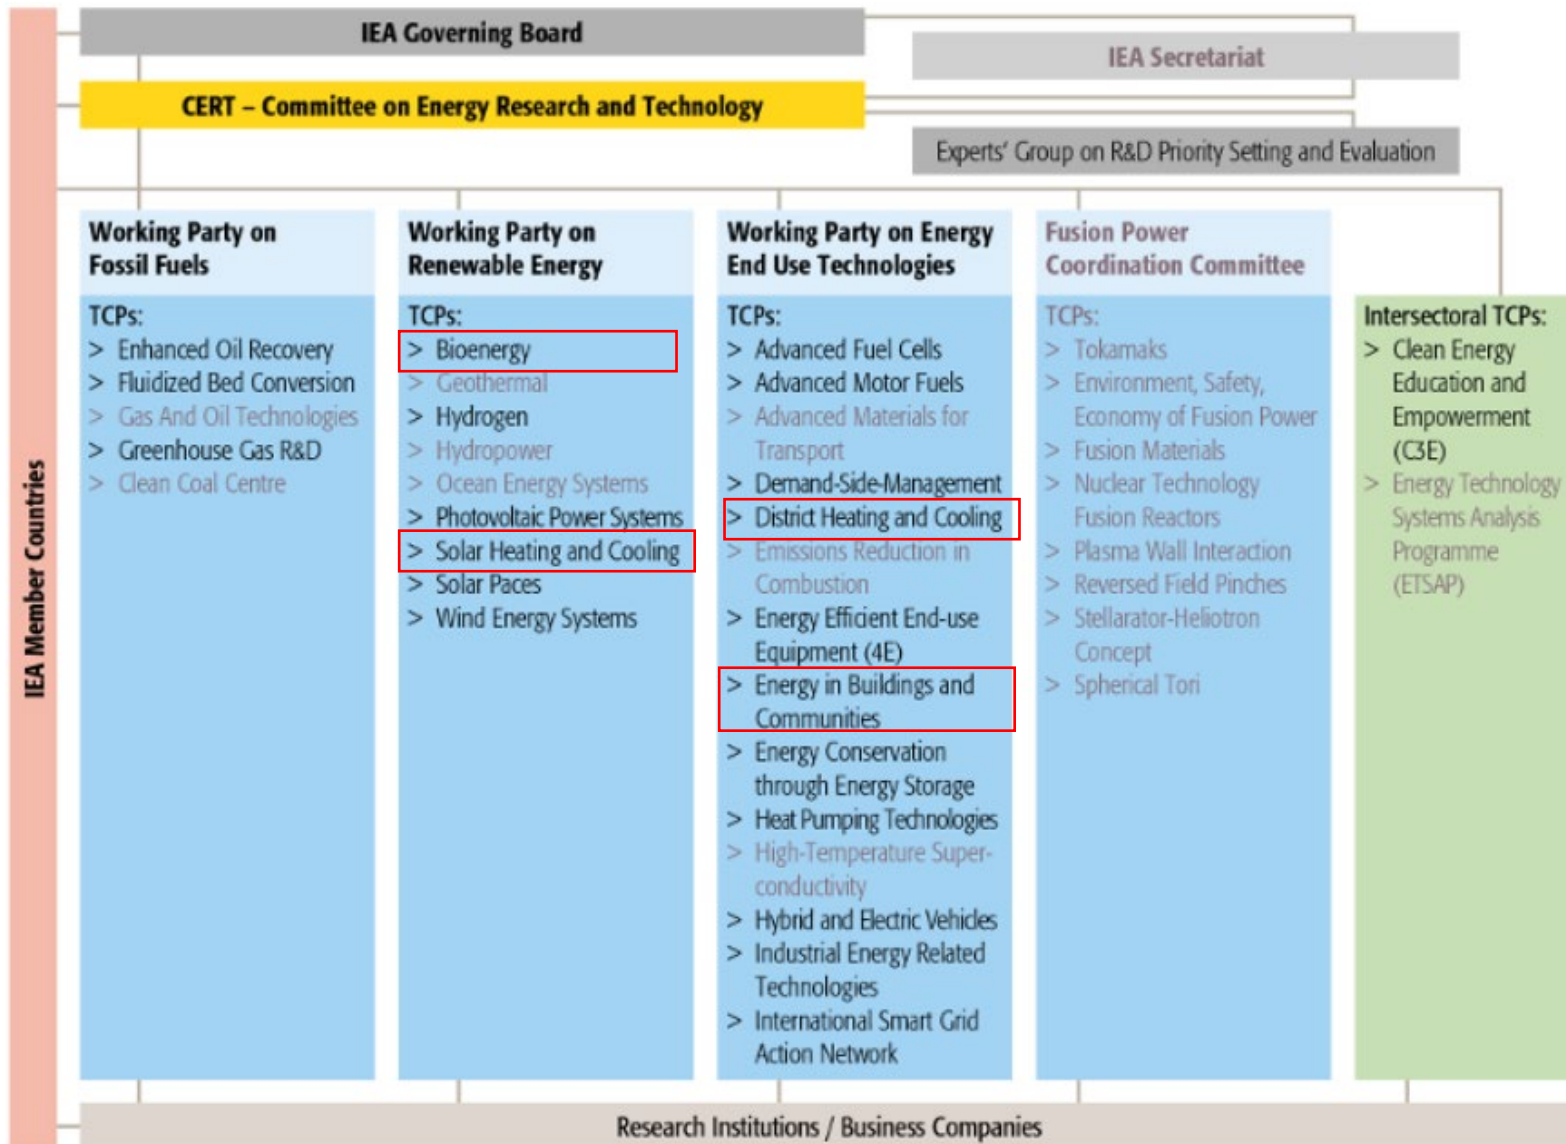 IEA Member Countries
IEA Governing Board
IEA Secretariat
CERT – Committee on Energy Research and Technology
Experts' Group on R&D Priority Setting and Evaluation
Working Party on
Fossil Fuels
TCPs:
> Enhanced Oil Recovery
> Fluidized Bed Conversion
> Gas And Oil Technologies
> Greenhouse Gas R&D
> Clean Coal Centre
Working Party on
Renewable Energy
TCPs:
> Bioenergy
> Geothermal
> Hydrogen
> Hydropower
> Ocean Energy Systems
> Photovoltaic Power Systems
> Solar Heating and Cooling
> Solar Paces
> Wind Energy Systems
Working Party on Energy
End Use Technologies
TCPs:
> Advanced Fuel Cells
> Advanced Motor Fuels
> Advanced Materials for
Transport
> Demand-Side-Management
> District Heating and Cooling
> Emissions Reduction in
Combustion
> Energy Efficient End-use
Equipment (4E)
> Energy in Buildings and
Communities
> Energy Conservation
through Energy Storage
> Heat Pumping Technologies
> High-Temperature Super-
conductivity
> Hybrid and Electric Vehicles
> Industrial Energy Related
Technologies
> International Smart Grid
Action Network
Fusion Power
Coordination Committee
TCPs:
> Tokamaks
> Environment, Safety,
Economy of Fusion Power
> Fusion Materials
> Nuclear Technology
Fusion Reactors
> Plasma Wall Interaction
> Reversed Field Pinches
> Stellarator-Heliotron
Concept
> Spherical Tori
Intersectoral TCPs:
> Clean Energy
Education and
Empowerment
(C3E)
> Energy Technology
Systems Analysis
Programme
(ETSAP)
Research Institutions / Business Companies